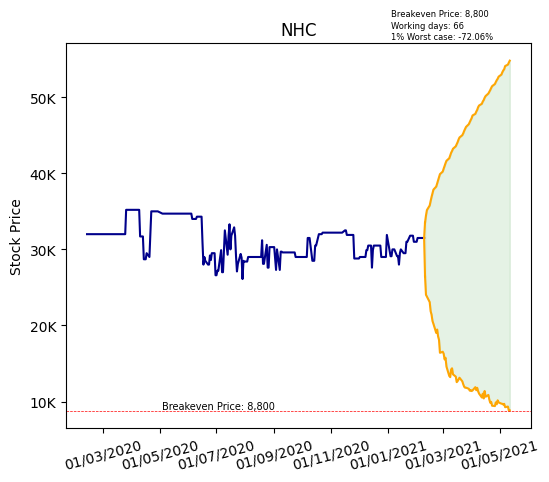 Breakeven Price: 8,800
Working days: 66
1% Worst case: -72.06%
NHC
Stock Price
50K
40K
30K
20K
10K
Breakeven Price: 8,800
01/03/2020 01/05/2020 01/07/2020 01/09/2020 01/11/2020 01/01/2021 01/03/2021 01/05/2021